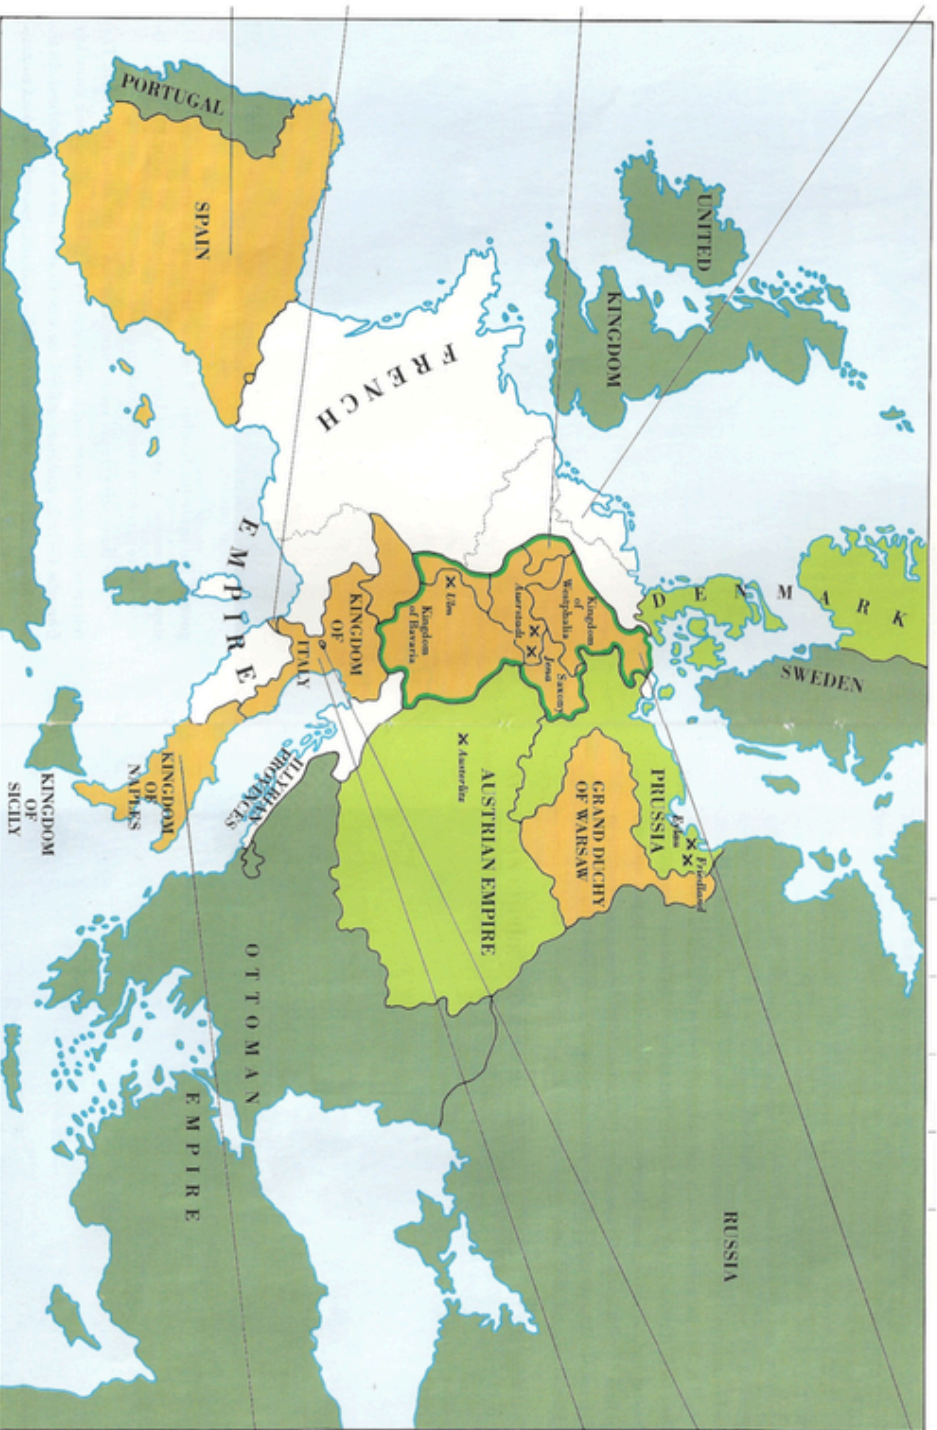 PORTUGAL
SPAIN
UNITED
KINGDOM
FRENCH
EMPIRE
DENMARK
SWEDEN
Kingdom
of
Westphalia
Auerstadt
Jena
Saxony
Ulm
Kingdom
of Bavaria
KINGDOM
OF
ITALY
ILLYRIAN
PROVINCES
KINGDOM
OF
NAPLES
KINGDOM
OF
SICILY
PRUSSIA
Eylau
Friedland
GRAND DUCHY
OF WARSAW
Austerlitz
AUSTRIAN EMPIRE
OTTOMAN
EMPIRE
RUSSIA